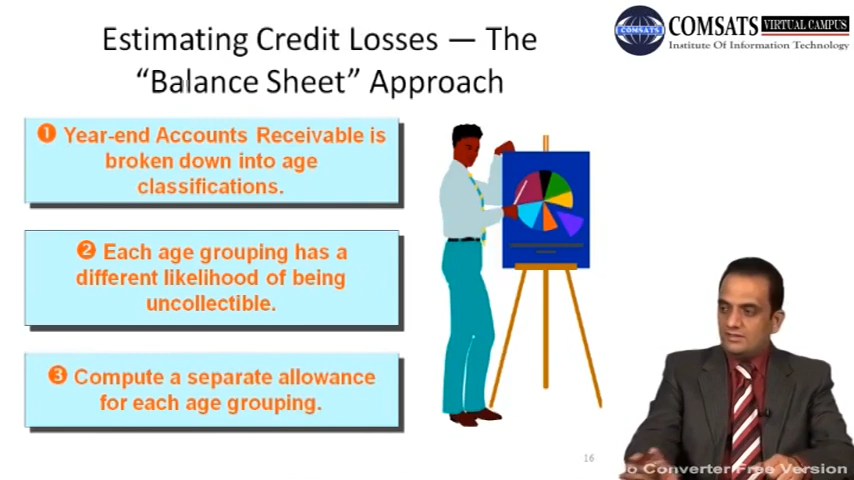 Estimating Credit Losses — The
“Balance Sheet” Approach
COMSATS
COMSATS VIRTUAL CAMPUS
Institute Of Information Technology
❶ Year-end Accounts Receivable is
broken down into age
classifications.
❷ Each age grouping has a
different likelihood of being
uncollectible.
❸ Compute a separate allowance
for each age grouping.
16
o Converter Free Version